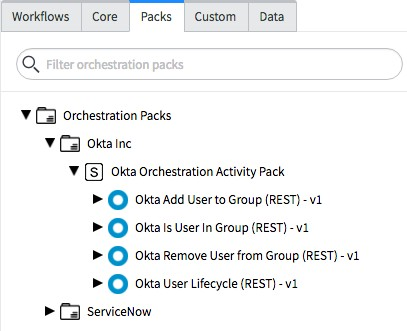 Workflows Core Packs Custom Data
Filter orchestration packs
Orchestration Packs
Okta Inc
S Okta Orchestration Activity Pack
Okta Add User to Group (REST) - v1
Okta Is User In Group (REST) - v1
Okta Remove User from Group (REST) - v1
Okta User Lifecycle (REST) - v1
ServiceNow